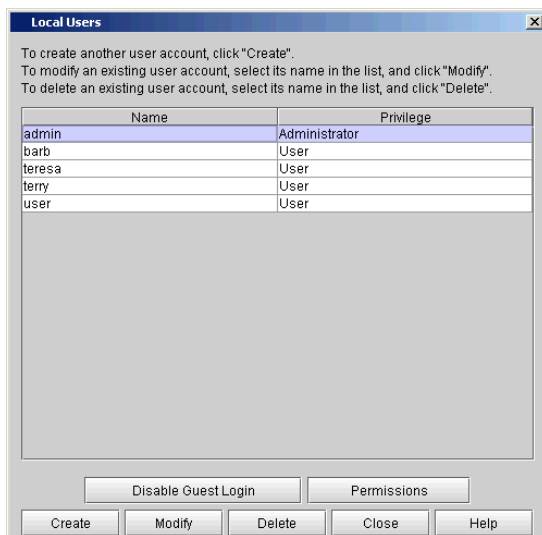 Local Users
To create another user account, click "Create".
To modify an existing user account, select its name in the list, and click "Modify".
To delete an existing user account, select its name in the list, and click "Delete".
Name Privilege
admin Administrator
barb User
teresa User
terry User
user User
Disable Guest Login Permissions
Create Modify Delete Close Help